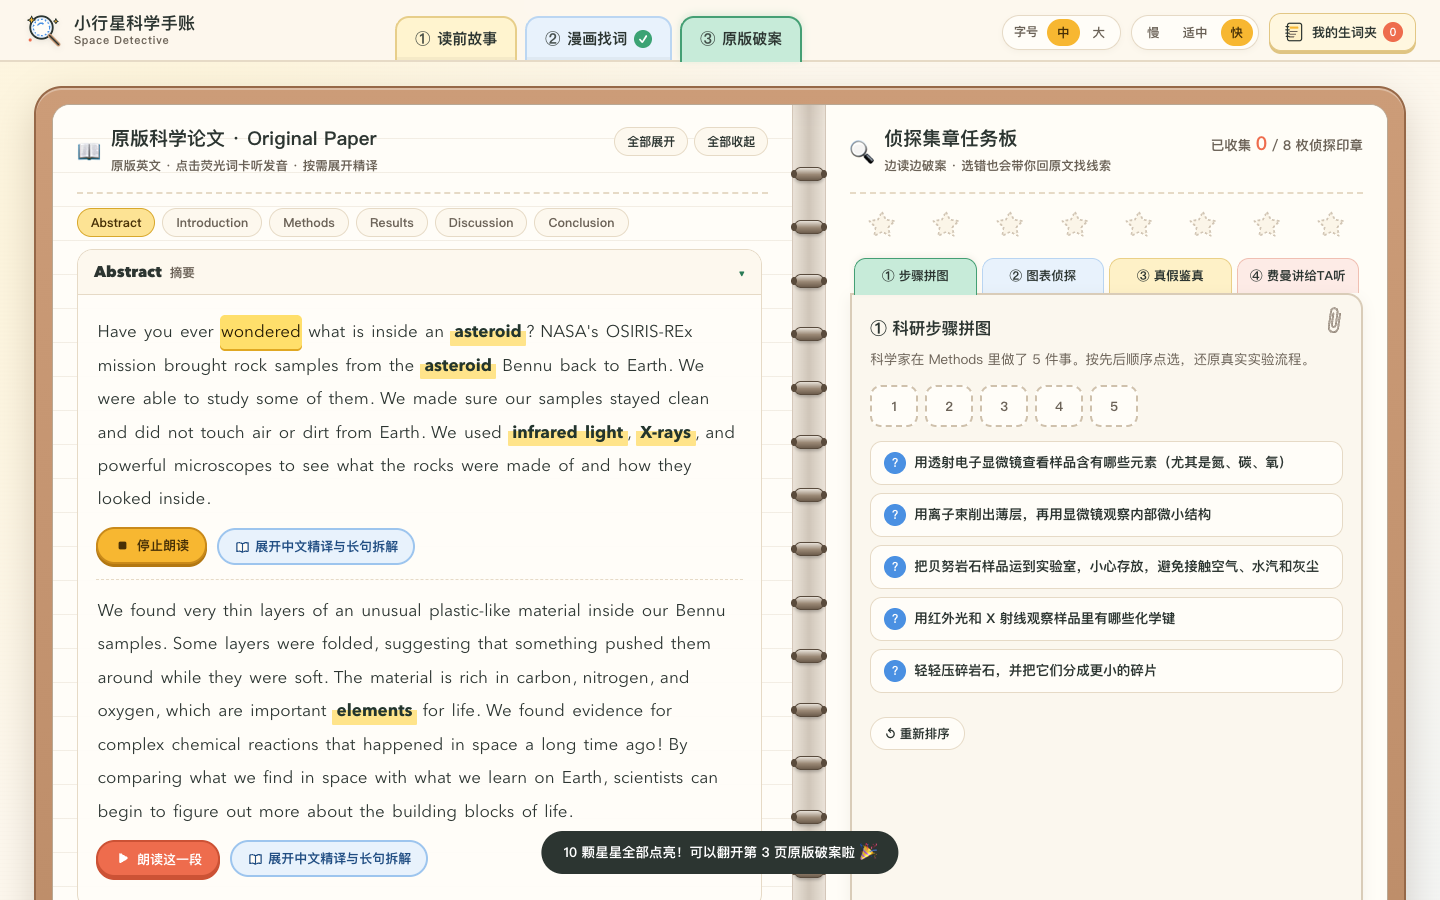 小行星科学手账
Space Detective
① 读前故事
② 漫画找词
③ 原版破案
字号 中 大
慢 适中 快
我的生词夹 0
原版科学论文 · Original Paper
原版英文 · 点击荧光词卡听发音 · 按需展开精译
全部展开
全部收起
Abstract
Introduction
Methods
Results
Discussion
Conclusion
Abstract 摘要
Have you ever wondered what is inside an asteroid? NASA's OSIRIS-REx
mission brought rock samples from the asteroid Bennu back to Earth. We
were able to study some of them. We made sure our samples stayed clean
and did not touch air or dirt from Earth. We used infrared light, X-rays, and
powerful microscopes to see what the rocks were made of and how they
looked inside.
停止朗读
展开中文精译与长句拆解
We found very thin layers of an unusual plastic-like material inside our Bennu
samples. Some layers were folded, suggesting that something pushed them
around while they were soft. The material is rich in carbon, nitrogen, and
oxygen, which are important elements for life. We found evidence for
complex chemical reactions that happened in space a long time ago! By
comparing what we find in space with what we learn on Earth, scientists can
begin to figure out more about the building blocks of life.
朗读这一段
展开中文精译与长句拆解
侦探集章任务板
边读边破案 · 选错也会带你回原文找线索
已收集 0 / 8 枚侦探印章
① 步骤拼图
② 图表侦探
③ 真假鉴真
④ 费曼讲给TA听
① 科研步骤拼图
科学家在 Methods 里做了 5 件事。按先后顺序点选，还原真实实验流程。
1 2 3 4 5
? 用透射电子显微镜查看样品含有哪些元素（尤其是氮、碳、氧）
? 用离子束削出薄层，再用显微镜观察内部微小结构
? 把贝努岩石样品运到实验室，小心存放，避免接触空气、水汽和灰尘
? 用红外光和 X 射线观察样品里有哪些化学键
? 轻轻压碎岩石，并把它们分成更小的碎片
重新排序
10 颗星星全部点亮！可以翻开第 3 页原版破案啦 🎉